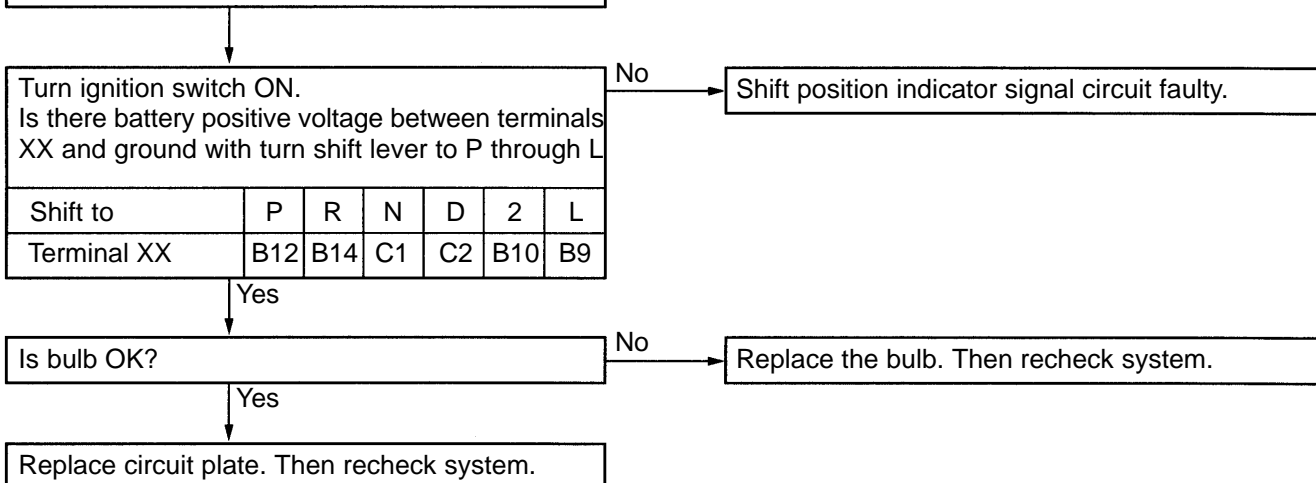 Turn ignition switch ON.
Is there battery positive voltage between terminals
XX and ground with turn shift lever to P through L
No
Shift position indicator signal circuit faulty.
Shift to P R N D 2 L
Terminal XX B12 B14 C1 C2 B10 B9
Yes
Is bulb OK?
No
Replace the bulb. Then recheck system.
Yes
Replace circuit plate. Then recheck system.